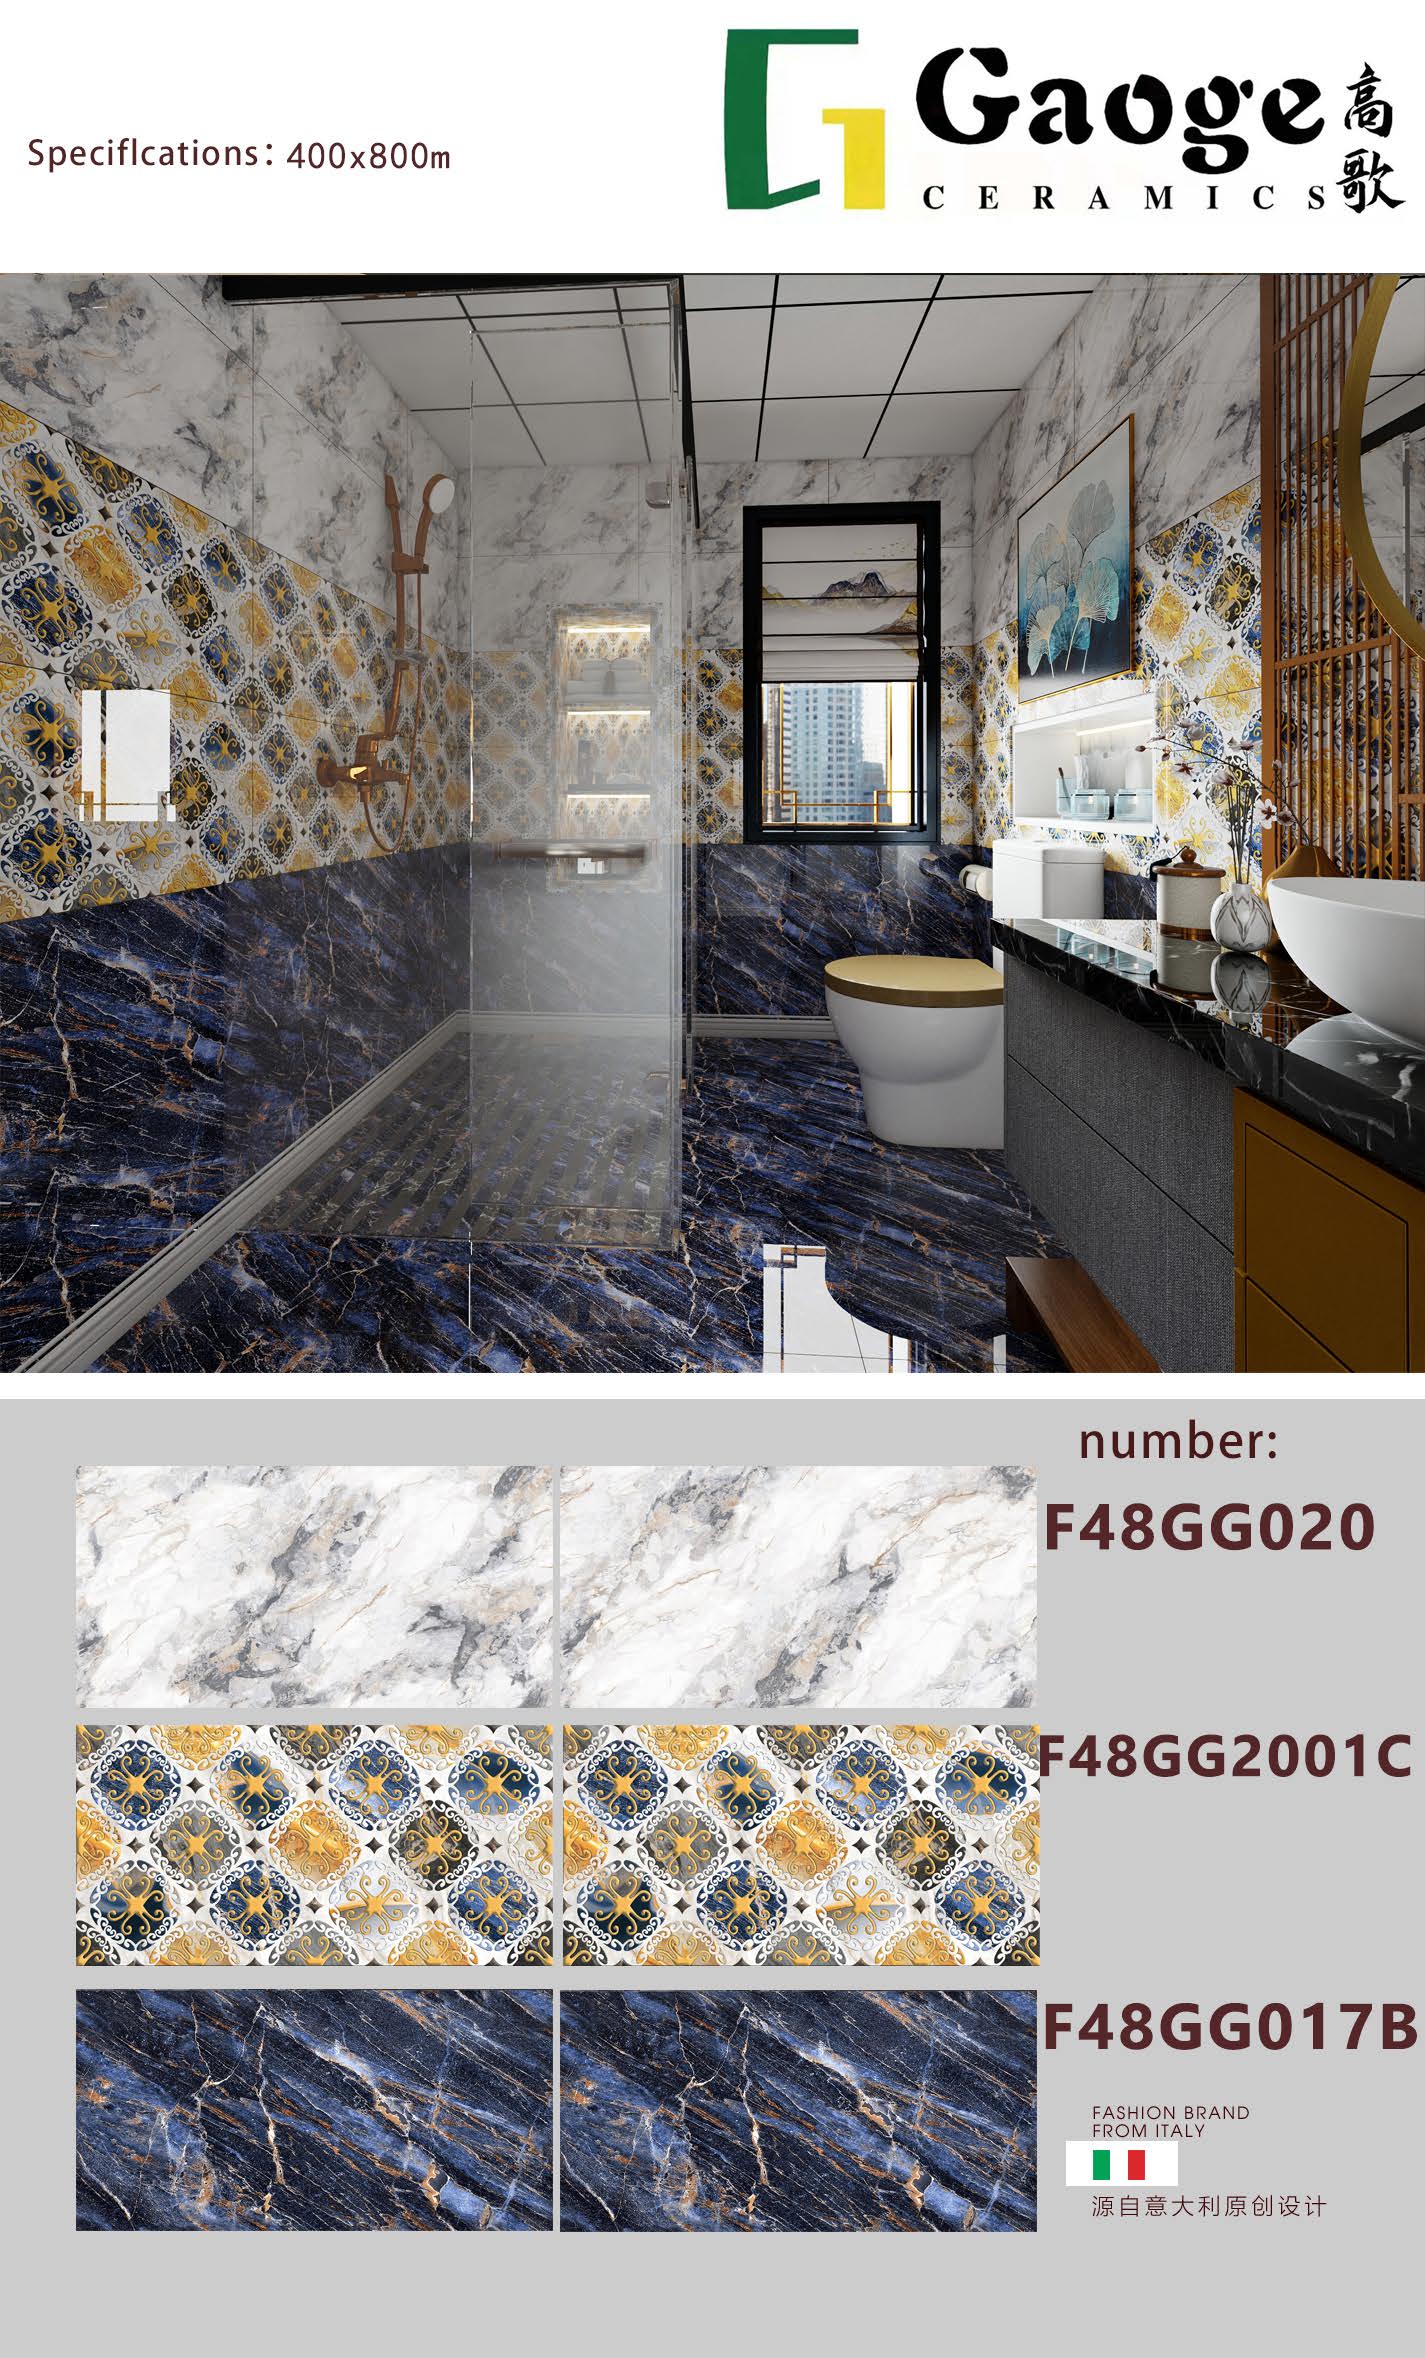 Speciflcations: 400x800m
Gaoge
CERAMICS
高歌
number:
F48GG020
F48GG2001C
F48GG017B
FASHION BRAND
FROM ITALY
源自意大利原创设计